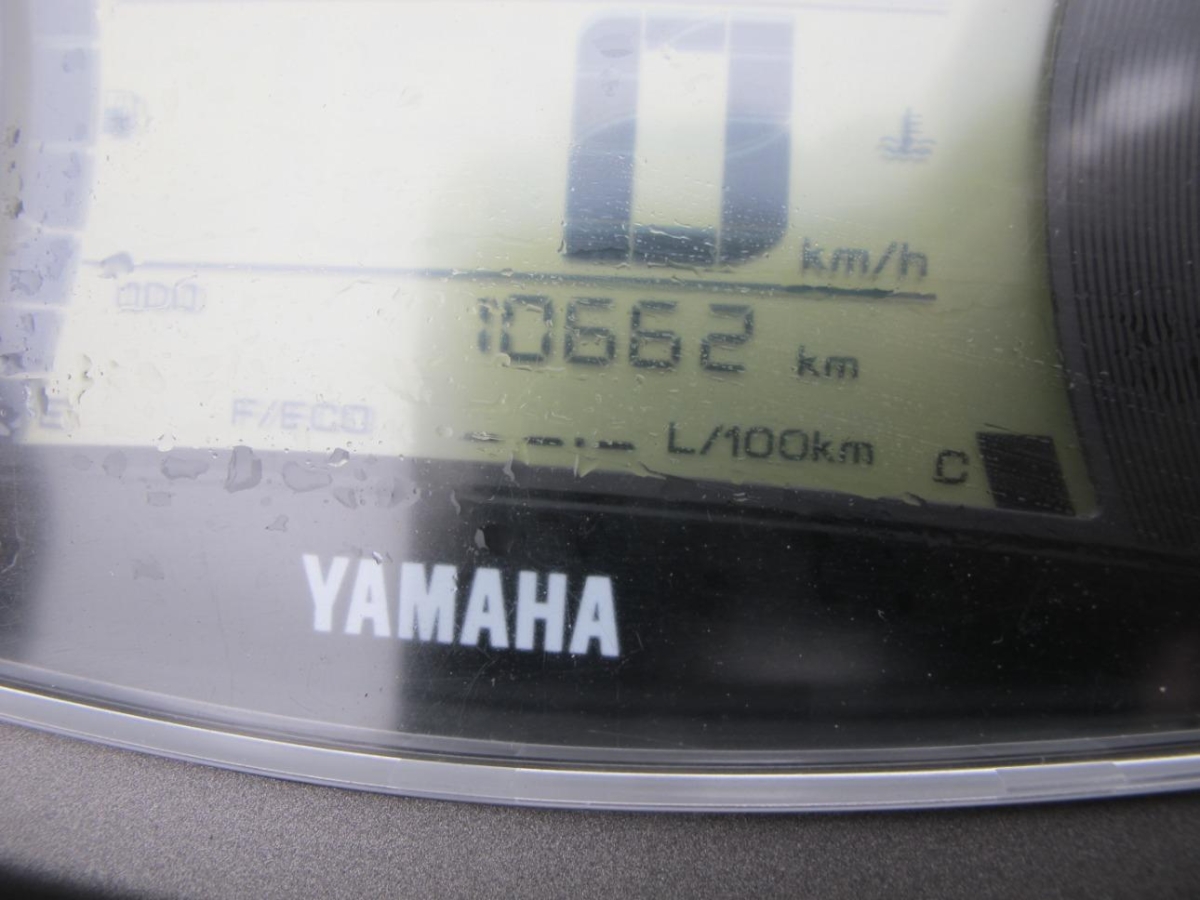 0 km/h
ODO 10662 km
E F/ECO --.- L/100km C
YAMAHA